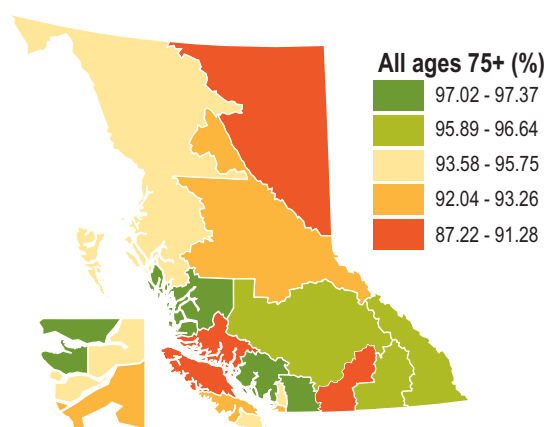 All ages 75+ (%)
97.02 - 97.37
95.89 - 96.64
93.58 - 95.75
92.04 - 93.26
87.22 - 91.28